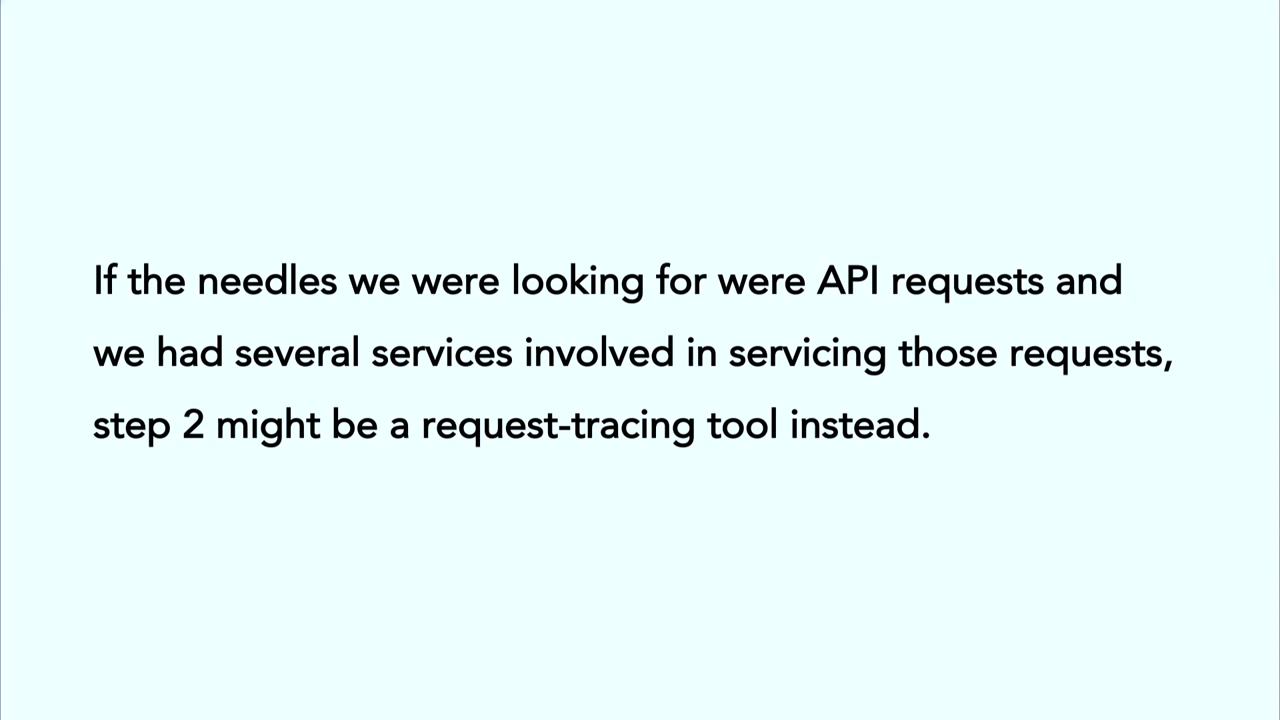 If the needles we were looking for were API requests and
we had several services involved in servicing those requests,
step 2 might be a request-tracing tool instead.